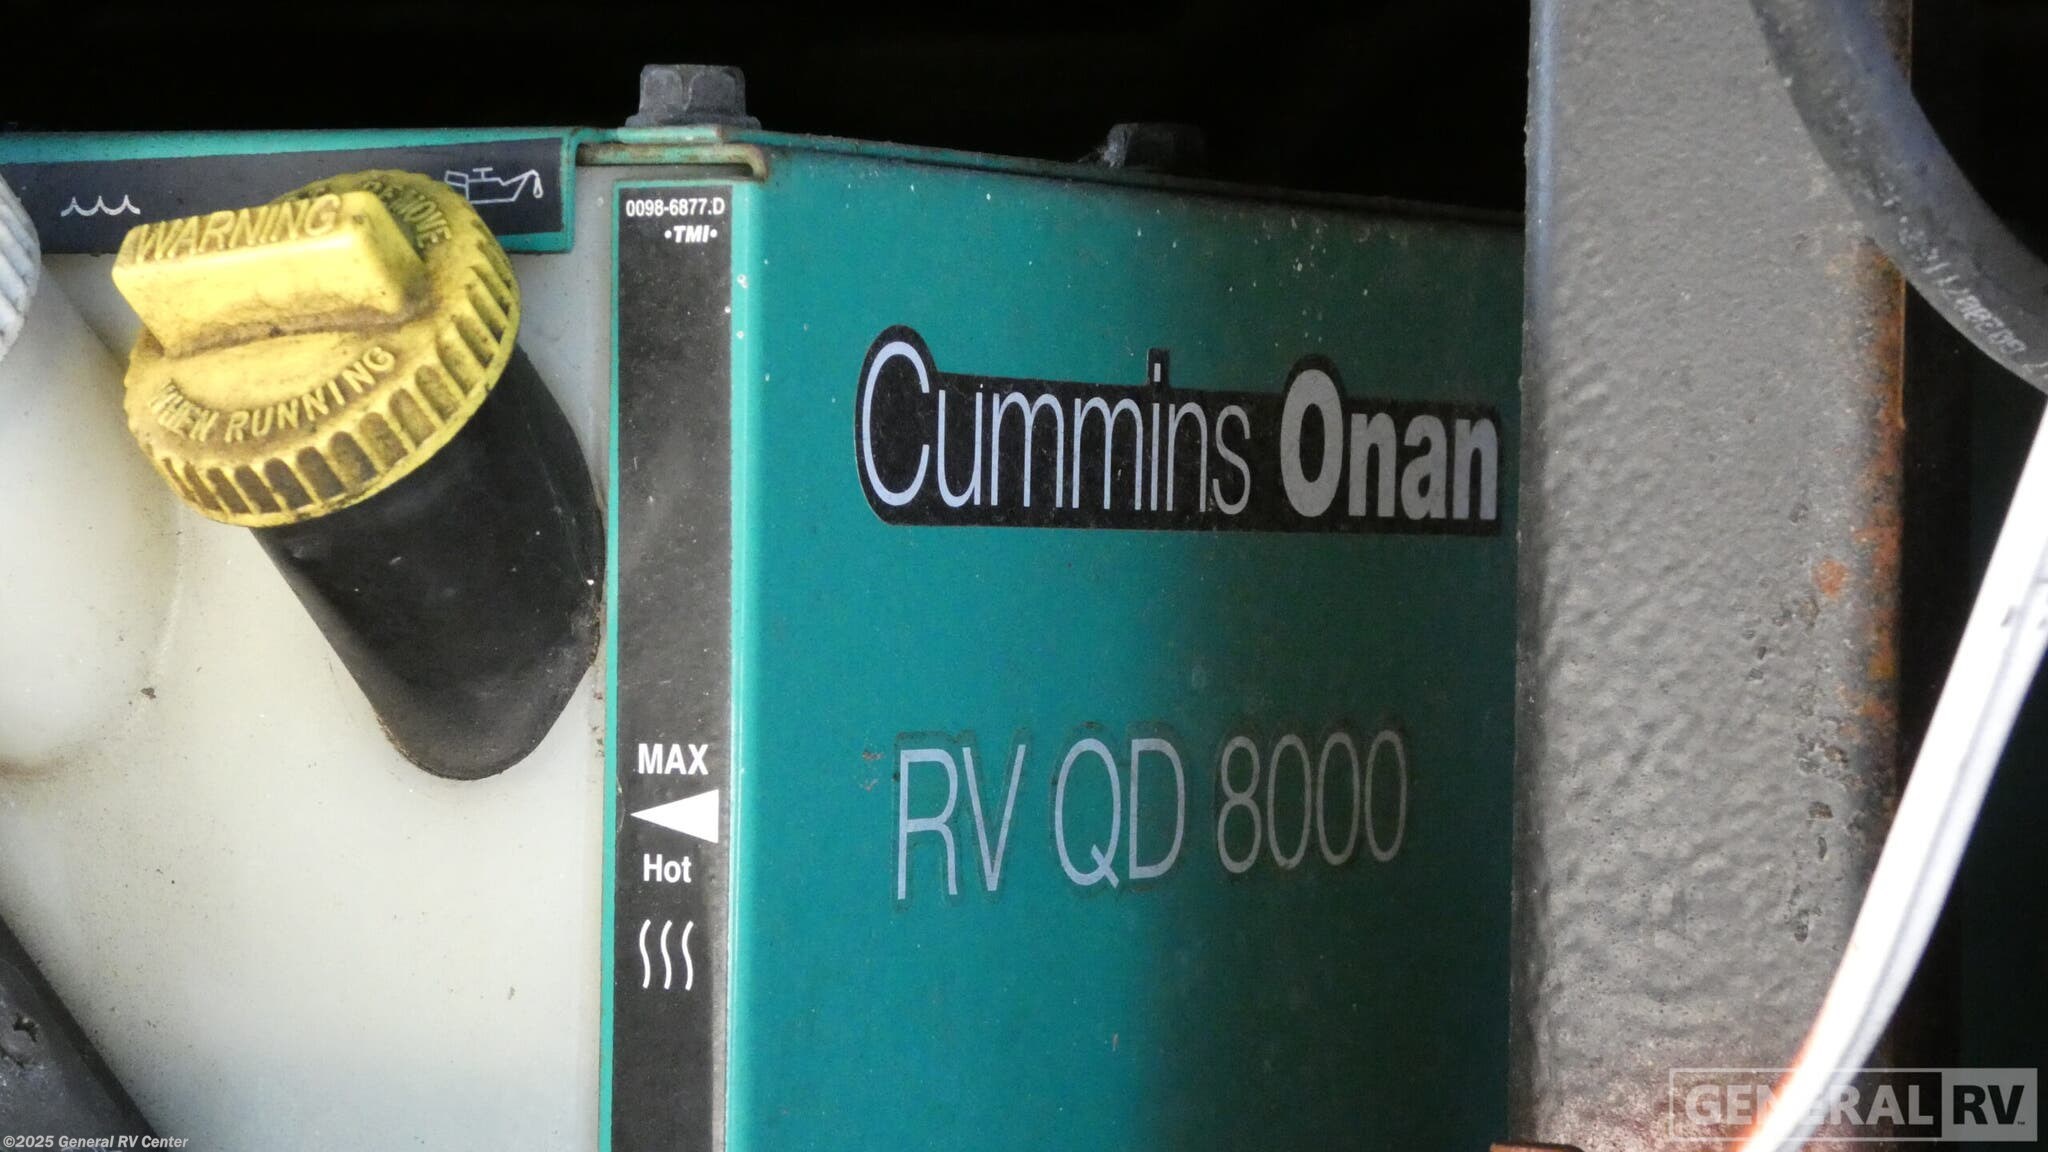 WARNING
REMOVE
WHEN RUNNING
0098-6877.D
•TMI•
Cummins Onan
RV QD 8000
MAX
Hot
GENERAL RV
©2025 General RV Center